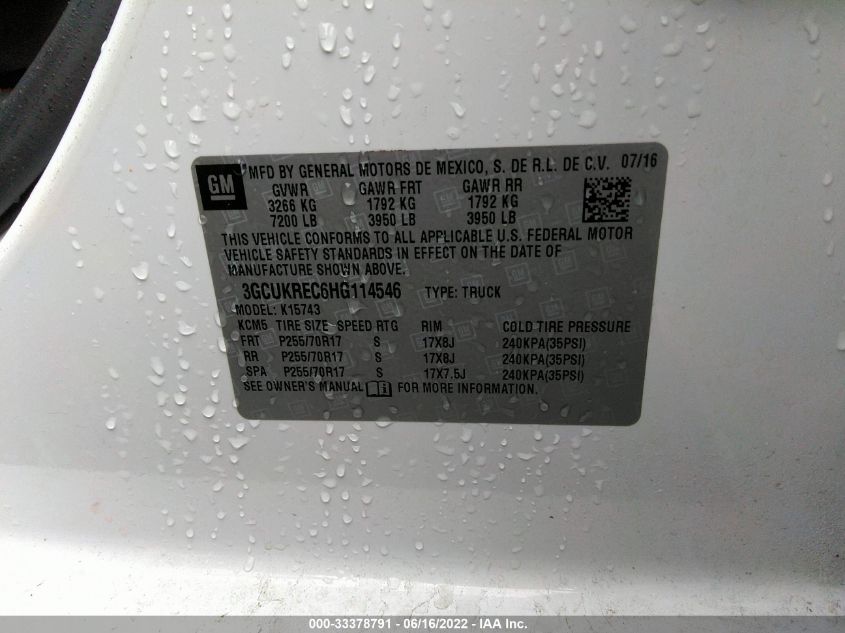 GM MFD BY GENERAL MOTORS DE MEXICO, S. DE R.L. DE C.V. 07/16
GVWR GAWR FRT GAWR RR
3266 KG 1792 KG 1792 KG
7200 LB 3950 LB 3950 LB
THIS VEHICLE CONFORMS TO ALL APPLICABLE U.S. FEDERAL MOTOR
VEHICLE SAFETY STANDARDS IN EFFECT ON THE DATE OF
MANUFACTURE SHOWN ABOVE.
3GCUKREC6HG114546 TYPE: TRUCK
MODEL: K15743
KCM5 TIRE SIZE SPEED RTG RIM COLD TIRE PRESSURE
FRT P255/70R17 S 17X8J 240KPA(35PSI)
RR P255/70R17 S 17X8J 240KPA(35PSI)
SPA P255/70R17 S 17X7.5J 240KPA(35PSI)
SEE OWNER'S MANUAL FOR MORE INFORMATION.
000-33378791 - 06/16/2022 - IAA Inc.